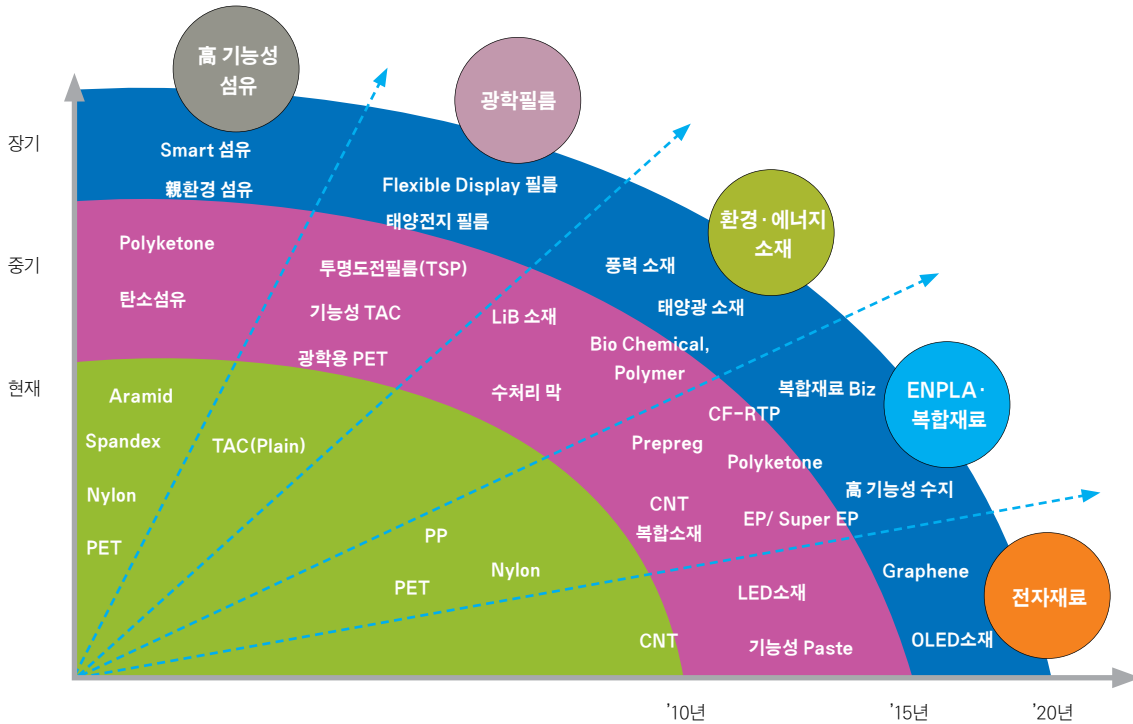 高 기능성
섬유
광학필름
환경·에너지
소재
ENPLA·
복합재료
전자재료
장기
중기
현재
Smart 섬유
親환경 섬유
Flexible Display 필름
태양전지 필름
풍력 소재
태양광 소재
복합재료 Biz
高 기능성 수지
Graphene
OLED소재
Polyketone
탄소섬유
투명도전필름(TSP)
기능성 TAC
광학용 PET
LiB 소재
수처리 막
Bio Chemical,
Polymer
CF-RTP
Prepreg
Polyketone
CNT
복합소재
EP/ Super EP
LED소재
기능성 Paste
Aramid
Spandex
Nylon
PET
TAC(Plain)
PP
Nylon
PET
CNT
'10년
'15년
'20년